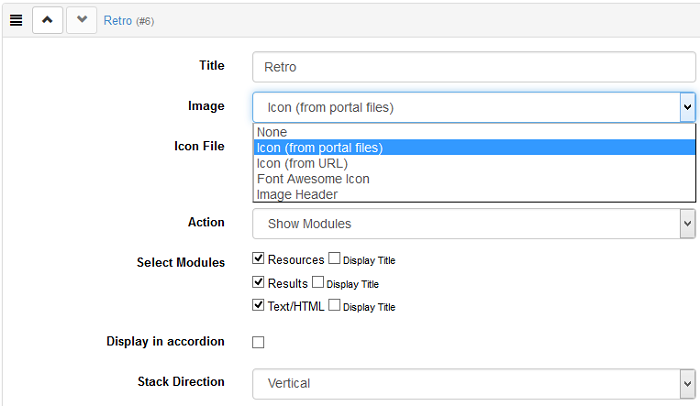 Retro (#6)
Title Retro
Image Icon (from portal files)
None
Icon File Icon (from portal files)
Icon (from URL)
Font Awesome Icon
Image Header
Action Show Modules
Select Modules Resources Display Title
Results Display Title
Text/HTML Display Title
Display in accordion
Stack Direction Vertical